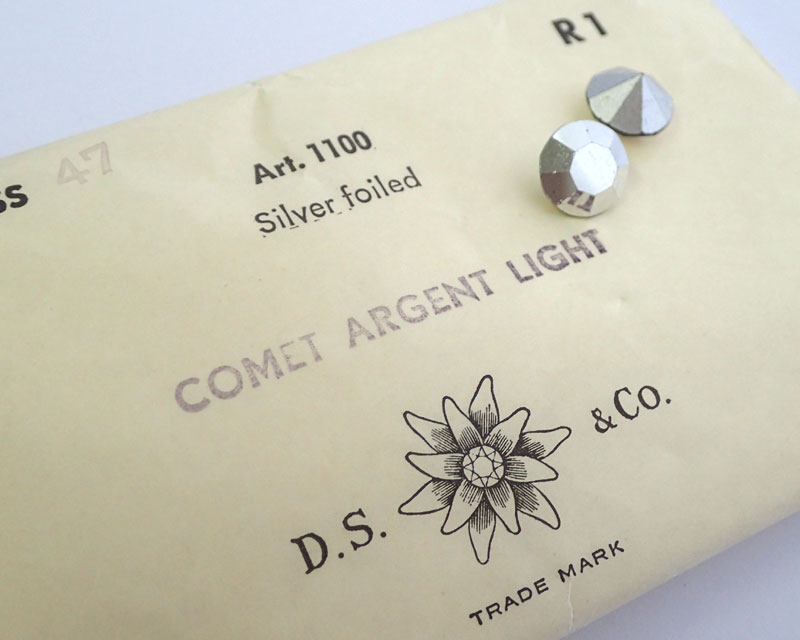 R 1
SS 47
Art. 1100
Silver foiled
COMET ARGENT LIGHT
D.S. & Co.
TRADE MARK